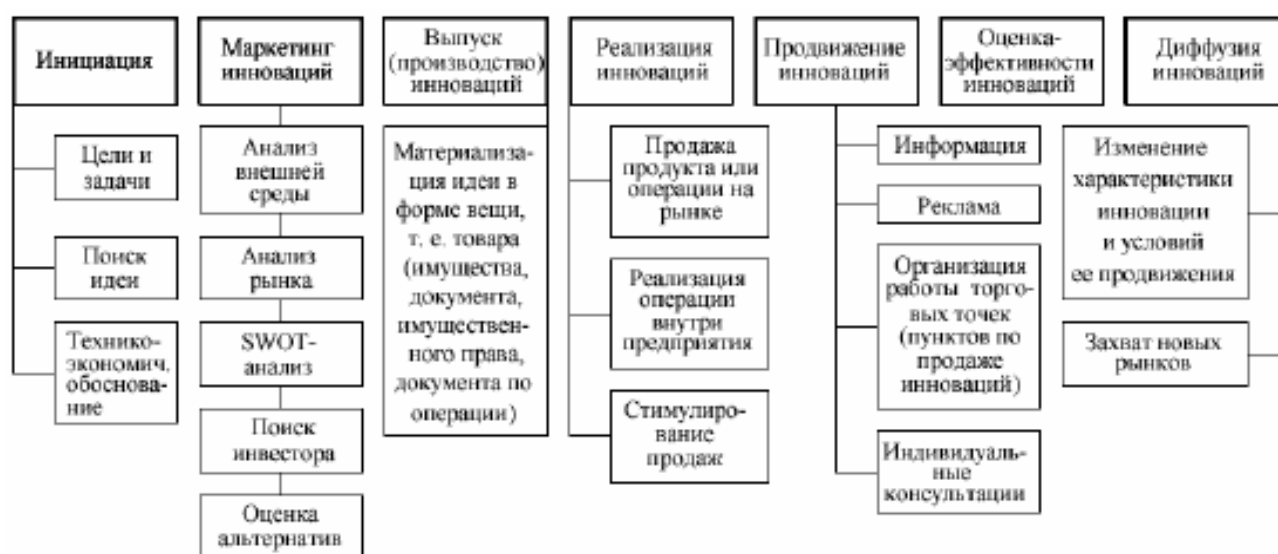 Инициация
Маркетинг
инноваций
Выпуск
(производство)
инноваций
Реализация
инноваций
Продвижение
инноваций
Оценка-
эффективности
инноваций
Диффузия
инноваций
Цели и
задачи
Поиск
идеи
Технико-
экономич.
обоснова-
ние
Анализ
внешней
среды
Анализ
рынка
SWOT-
анализ
Поиск
инвестора
Оценка
альтернатив
Материализа-
ция идеи в
форме вещи,
т. е. товара
(имущества,
документа,
имуществен-
ного права,
документа по
операции)
Продажа
продукта или
операции на
рынке
Реализация
операции
внутри
предприятия
Стимулиро-
вание
продаж
Информация
Реклама
Организация
работы торго-
вых точек
(пунктов по
продаже
инноваций)
Индивидуаль-
ные
консультации
Изменение
характеристики
инновации
и условий
ее продвижения
Захват новых
рынков